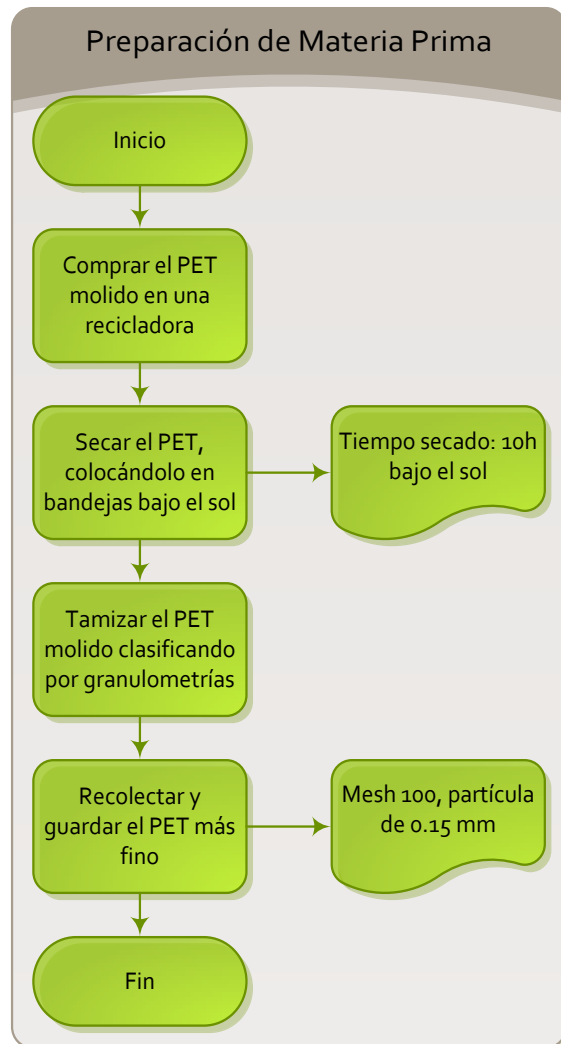 Preparación de Materia Prima
Inicio
Comprar el PET
molido en una
recicladora
Secar el PET,
colocándolo en
bandejas bajo el sol
Tiempo secado: 10h
bajo el sol
Tamizar el PET
molido clasificando
por granulometrías
Recolectar y
guardar el PET más
fino
Mesh 100, partícula
de 0.15 mm
Fin